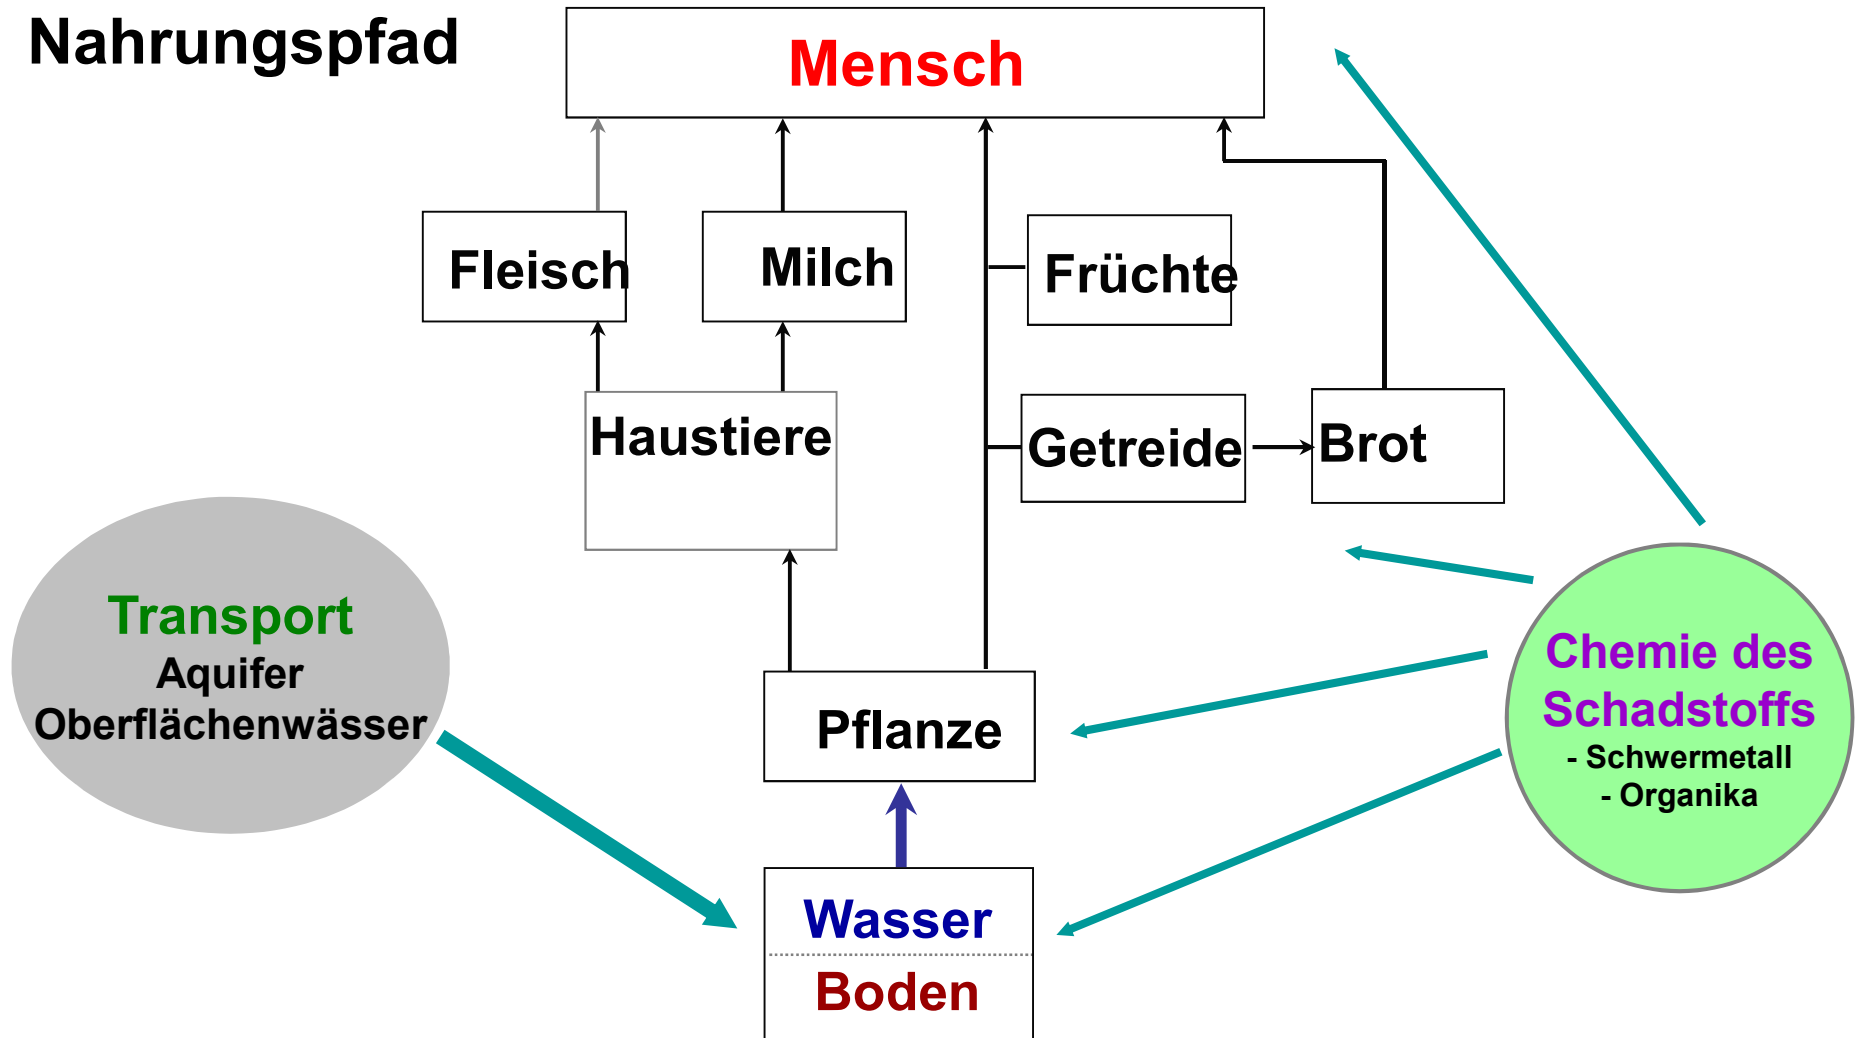 Nahrungspfad
Mensch
Fleisch
Milch
Früchte
Haustiere
Getreide
Brot
Transport
Aquifer
Oberflächenwässer
Pflanze
Chemie des
Schadstoffs
- Schwermetall
- Organika
Wasser
Boden